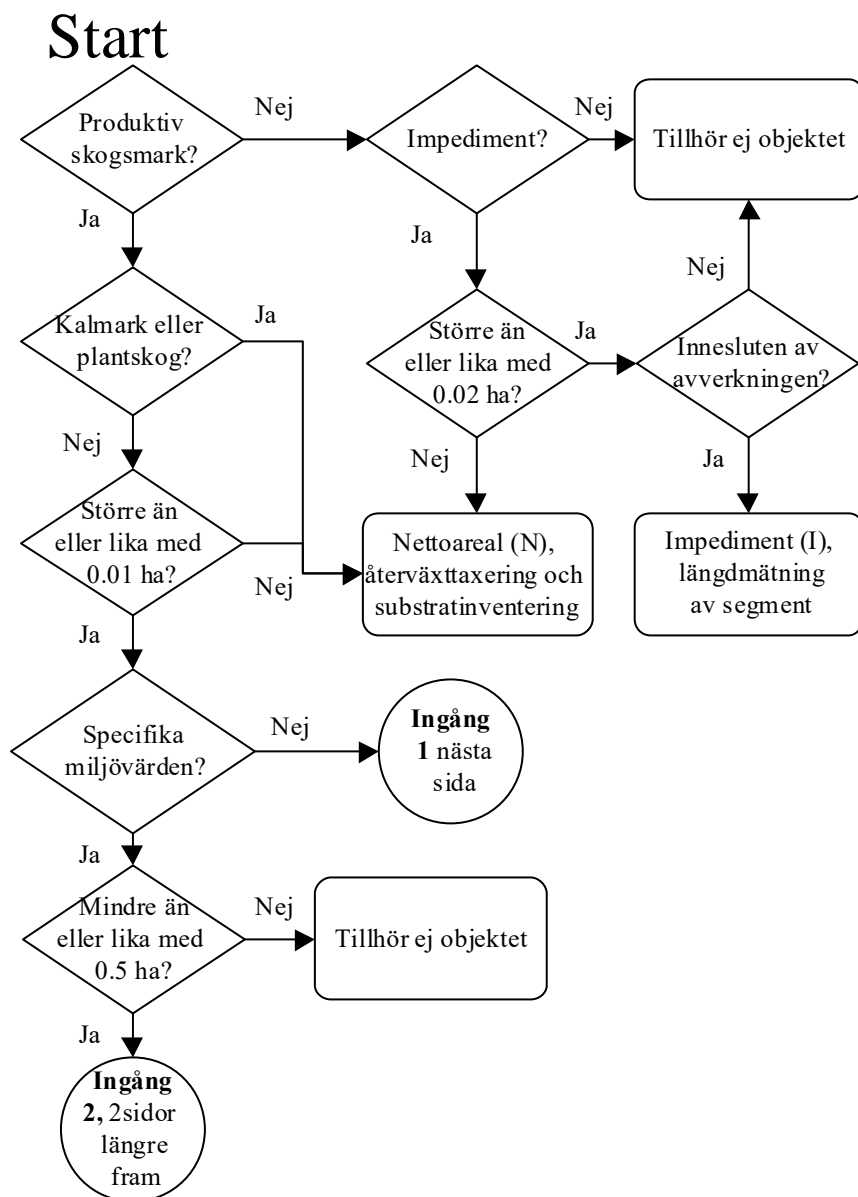 Start
Produktiv
skogsmark?
Nej
Impediment?
Nej
Tillhör ej objektet
Ja
Ja
Nej
Kalmark eller
plantskog?
Ja
Större än
eller lika med
0.02 ha?
Ja
Innesluten av
avverkningen?
Nej
Nej
Ja
Större än
eller lika med
0.01 ha?
Nej
Nettoareal (N),
återväxttaxering och
substratinventering
Impediment (I),
längdmätning
av segment
Ja
Specifika
miljövärden?
Nej
Ingång
1 nästa
sida
Ja
Mindre än
eller lika med
0.5 ha?
Nej
Tillhör ej objektet
Ja
Ingång
2, 2sidor
längre
fram